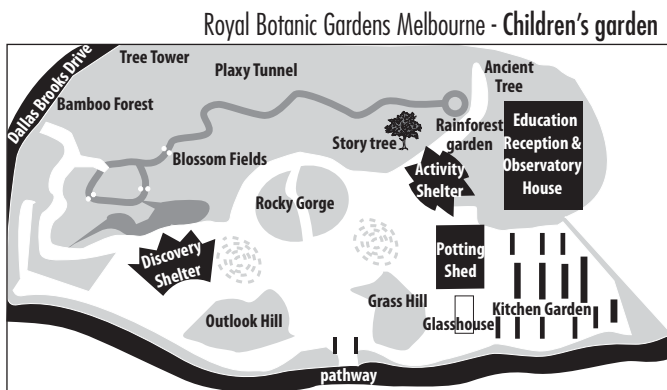 Royal Botanic Gardens Melbourne - Children's garden
Dallas Brooks Drive
Tree Tower
Plaxy Tunnel
Ancient
Tree
Bamboo Forest
Education
Reception &
Observatory
House
Story tree
Rainforest
garden
Blossom Fields
Activity
Shelter
Rocky Gorge
Discovery
Shelter
Potting
Shed
Outlook Hill
Grass Hill
Glasshouse
Kitchen Garden
pathway